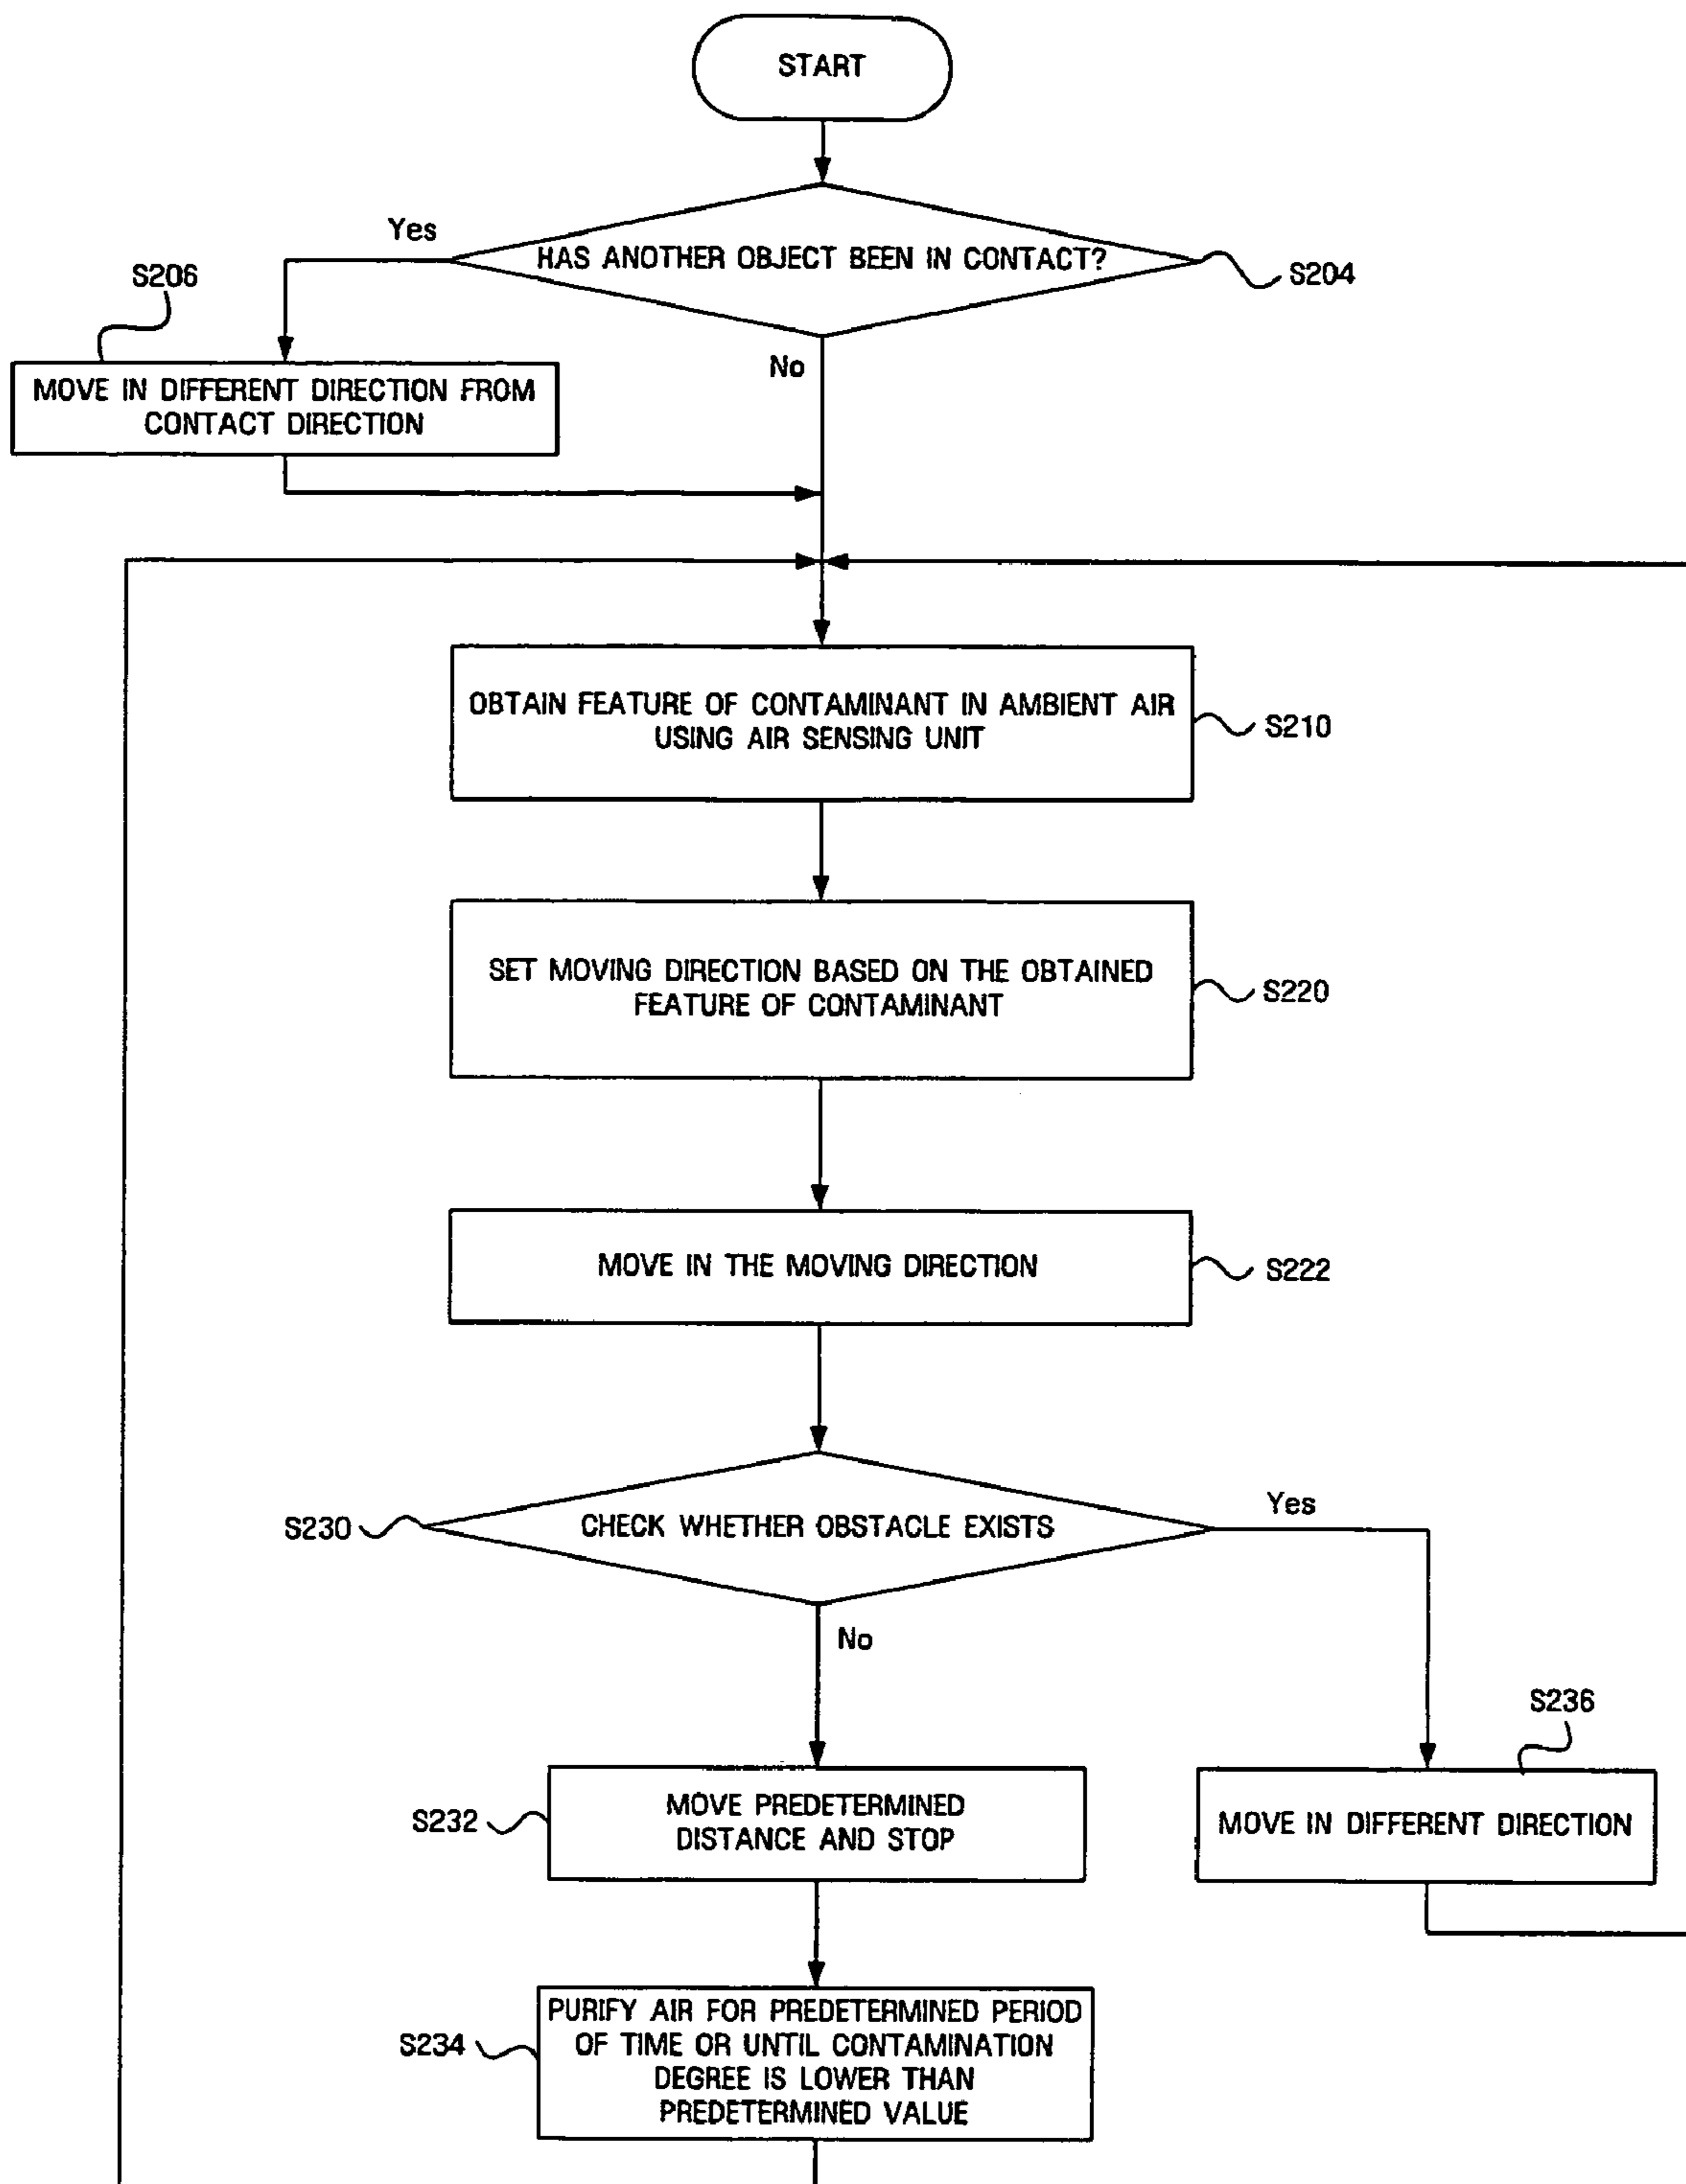 START
Yes
HAS ANOTHER OBJECT BEEN IN CONTACT?
S204
S206
MOVE IN DIFFERENT DIRECTION FROM
CONTACT DIRECTION
No
OBTAIN FEATURE OF CONTAMINANT IN AMBIENT AIR
USING AIR SENSING UNIT
S210
SET MOVING DIRECTION BASED ON THE OBTAINED
FEATURE OF CONTAMINANT
S220
MOVE IN THE MOVING DIRECTION
S222
S230
CHECK WHETHER OBSTACLE EXISTS
Yes
No
S236
S232
MOVE PREDETERMINED
DISTANCE AND STOP
MOVE IN DIFFERENT DIRECTION
S234
PURIFY AIR FOR PREDETERMINED PERIOD
OF TIME OR UNTIL CONTAMINATION
DEGREE IS LOWER THAN
PREDETERMINED VALUE